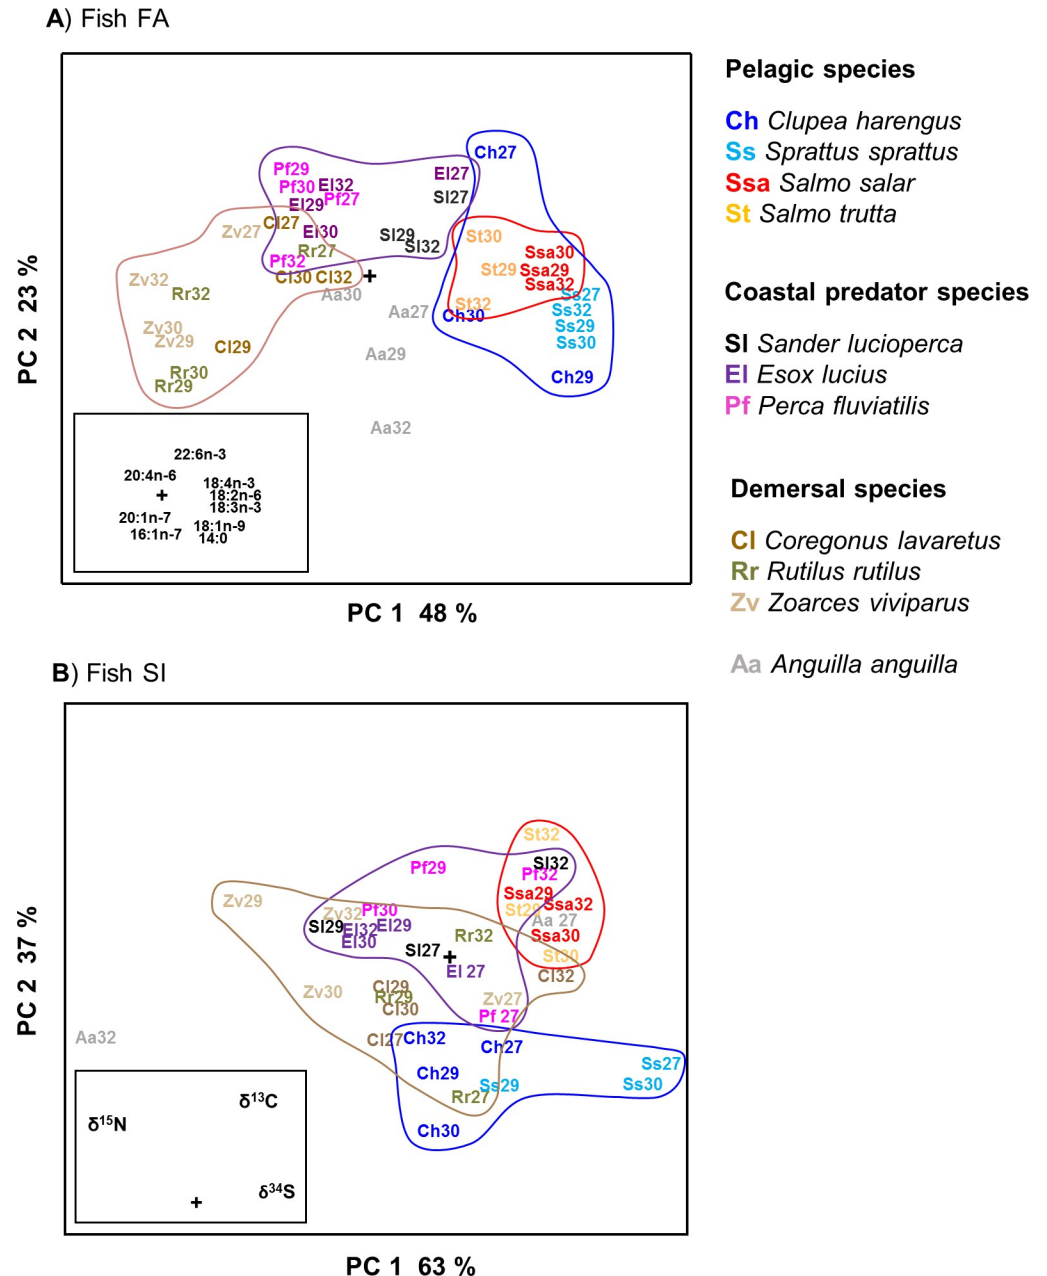 A) Fish FA
Pelagic species
Ch Clupea harengus
Ss Sprattus sprattus
Ssa Salmo salar
St Salmo trutta
Coastal predator species
Sl Sander lucioperca
El Esox lucius
Pf Perca fluviatilis
Demersal species
Cl Coregonus lavaretus
Rr Rutilus rutilus
Zv Zoarces viviparus
Aa Anguilla anguilla
PC 2 23 %
Ch27
Pf29
El27
Pf30 El32
Pf27
Sl27
El29
Cl27
Zv27
El30
Sl29
St30
Sl32
Rr27
Ssa30
Pf32
St29 Ssa29
Cl30 Cl32 +
Zv32
Ssa32
Rr32
Aa30
Ss27
St32
Aa27
Ch30
Ss32
Zv30
Ss29
Zv29
Cl29
Ss30
Aa29
Rr30
Ch29
Rr29
Aa32
22:6n-3
20:4n-6
18:4n-3
+
18:2n-6
18:3n-3
20:1n-7
18:1n-9
16:1n-7
14:0
PC 1 48 %
B) Fish SI
PC 2 37 %
St32
Sl32
Pf29
Pf32
Ssa29
Zv29
Ssa32
Pf30
St29
Zv32
Aa 27
Sl29
El29
El32
Ssa30
Rr32
El30
Sl27
+
St30
El 27
Cl32
Cl29
Zv30
Rr29
Zv27
Cl30
Pf 27
Aa32
Cl27
Ch32
Ch27
Ss27
Ch29
Ss29
Ss30
Rr27
Ch30
δ13C
δ15N
δ34S
+
PC 1 63 %